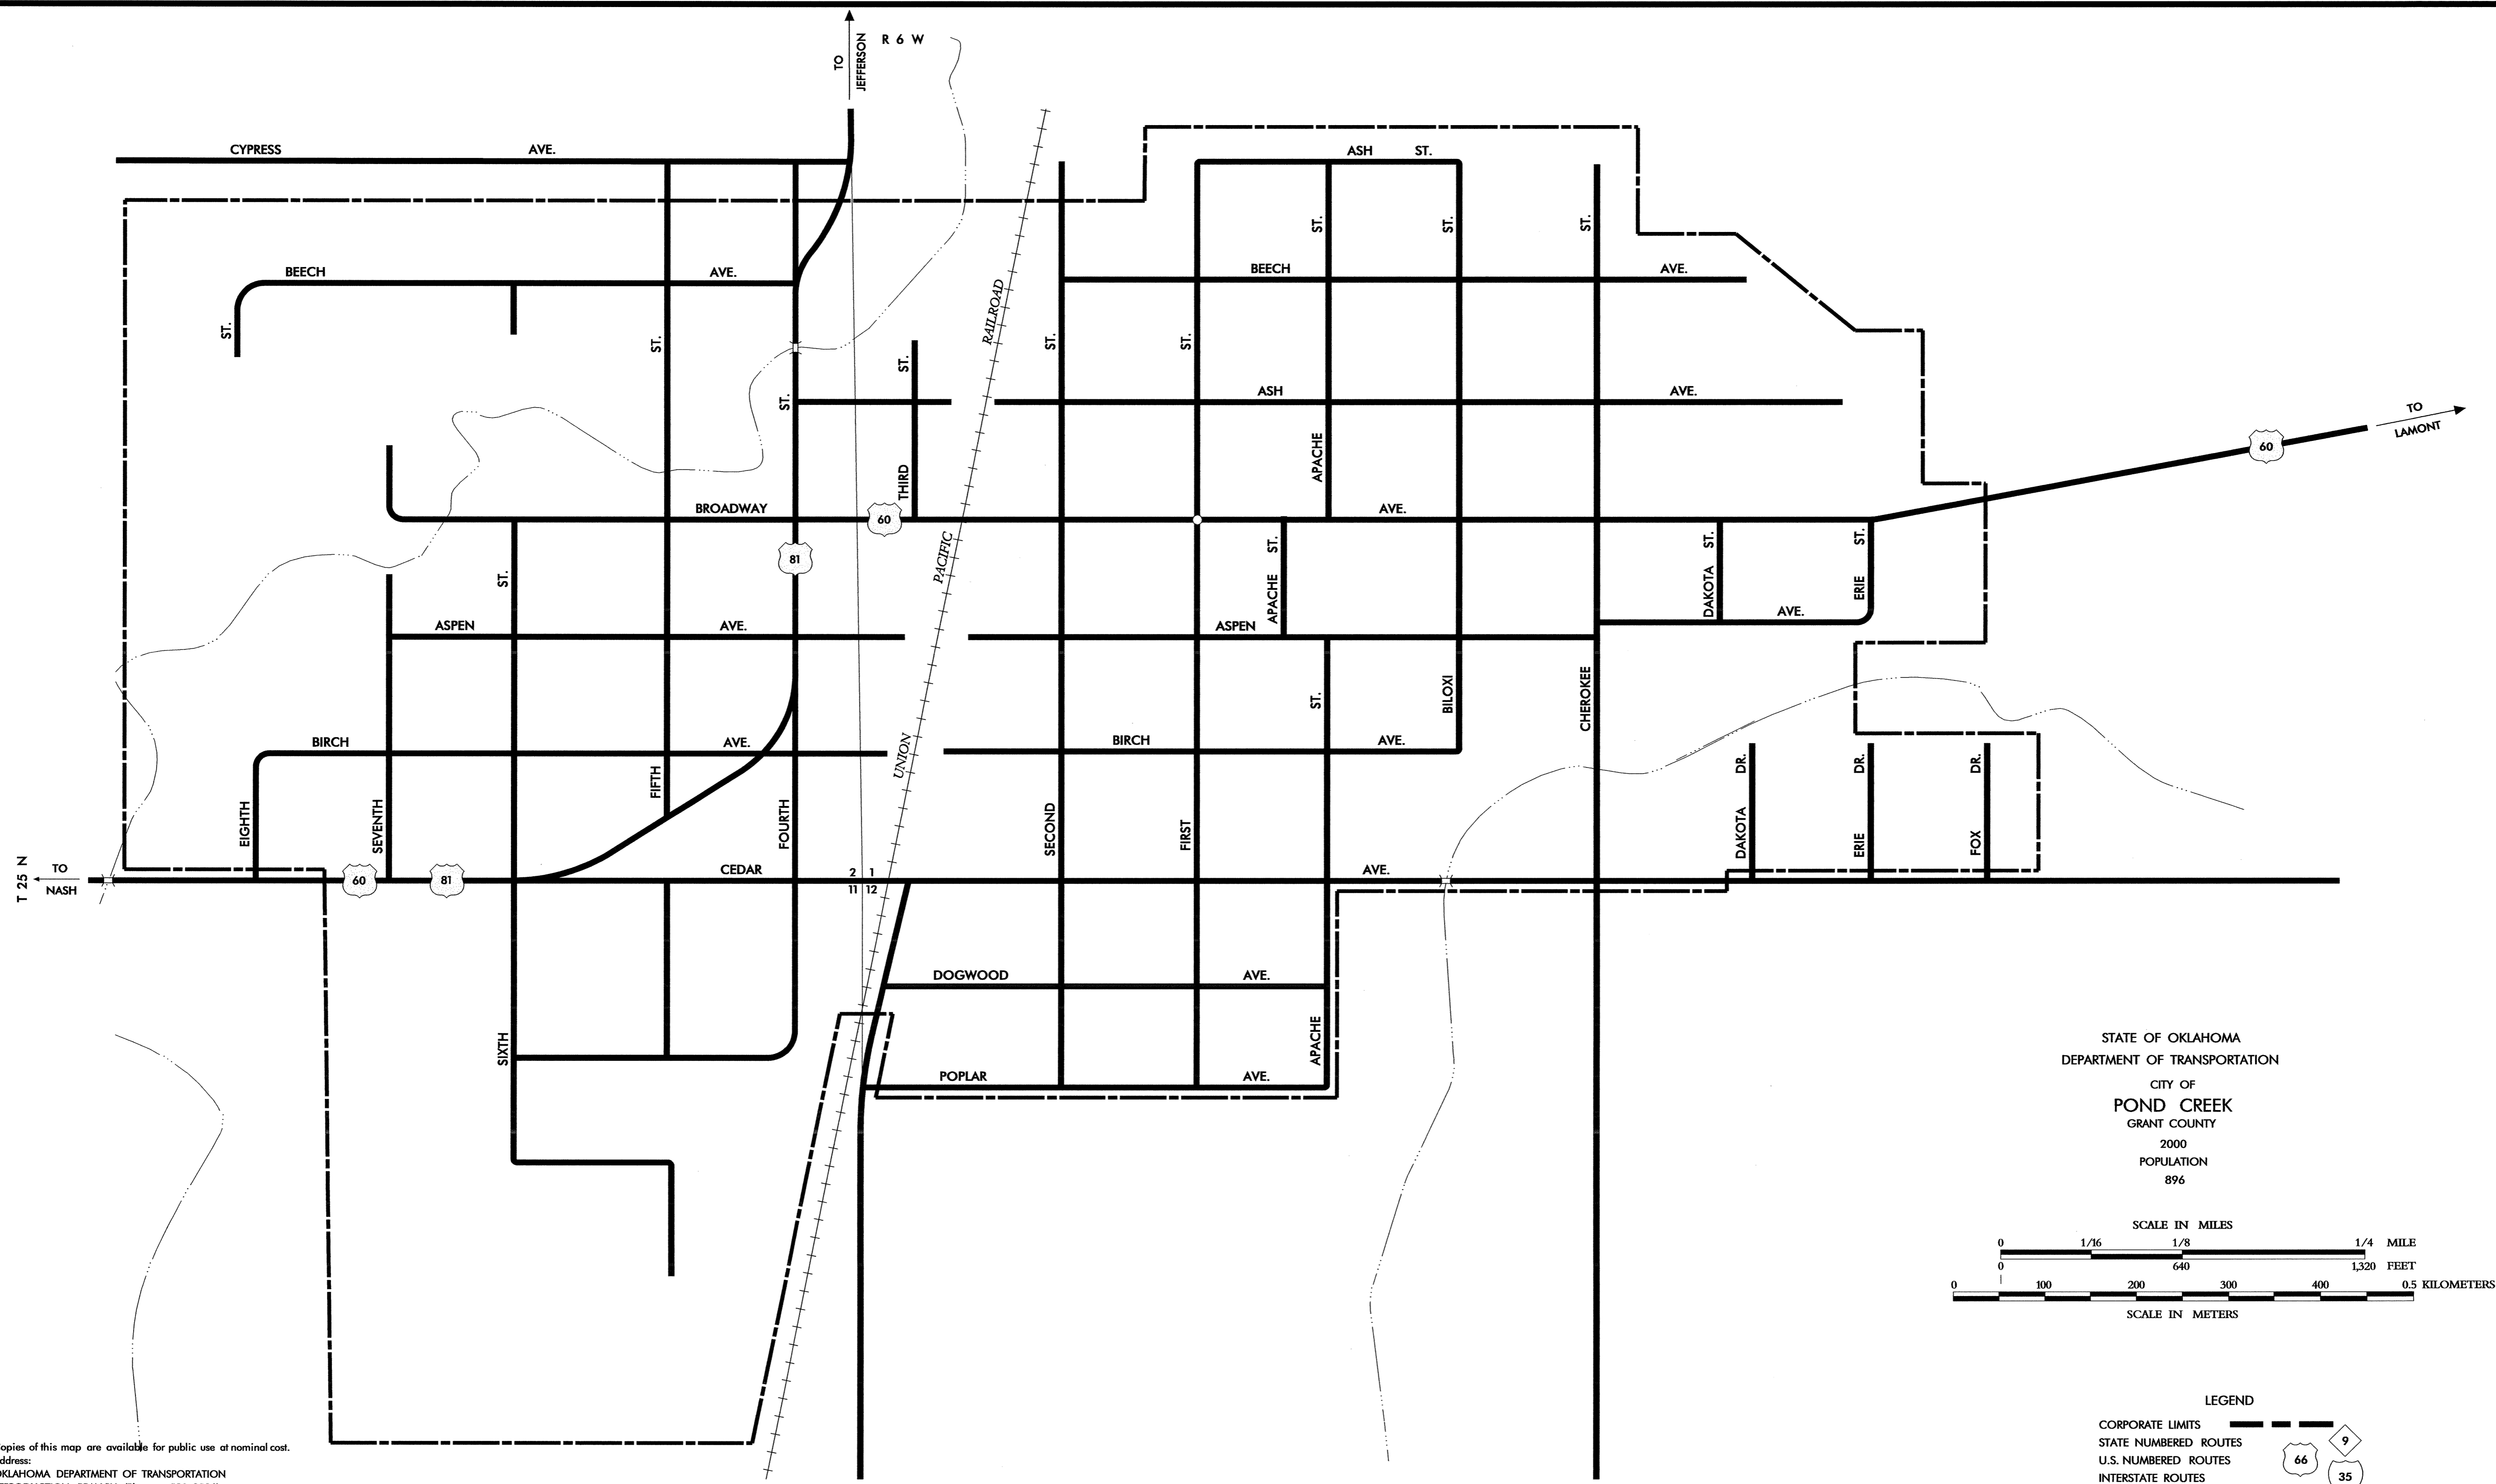 TO
JEFFERSON
R 6 W
CYPRESS AVE.
ASH ST.
ST.
ST.
ST.
BEECH AVE.
BEECH AVE.
ST.
ST.
ST.
RAILROAD
ST.
ST.
ST.
ASH AVE.
TO
LAMONT
60
APACHE
THIRD
BROADWAY
60
AVE.
81
PACIFIC
ST.
APACHE ST.
DAKOTA ST.
ERIE ST.
AVE.
ASPEN AVE.
ASPEN
ST.
BILOXI
CHEROKEE
BIRCH AVE.
UNION
BIRCH AVE.
EIGHTH
SEVENTH
FIFTH
FOURTH
SECOND
FIRST
DAKOTA DR.
ERIE DR.
FOX DR.
T 25 N
TO
NASH
60
81
CEDAR
2 1
11 12
AVE.
DOGWOOD AVE.
SIXTH
APACHE
POPLAR AVE.
STATE OF OKLAHOMA
DEPARTMENT OF TRANSPORTATION
CITY OF
POND CREEK
GRANT COUNTY
2000
POPULATION
896
SCALE IN MILES
0 1/16 1/8 1/4 MILE
0 640 1,320 FEET
0 100 200 300 400 0.5 KILOMETERS
SCALE IN METERS
LEGEND
CORPORATE LIMITS
STATE NUMBERED ROUTES 9
U.S. NUMBERED ROUTES 66
INTERSTATE ROUTES 35
opies of this map are available for public use at nominal cost.
ddress:
OKLAHOMA DEPARTMENT OF TRANSPORTATION